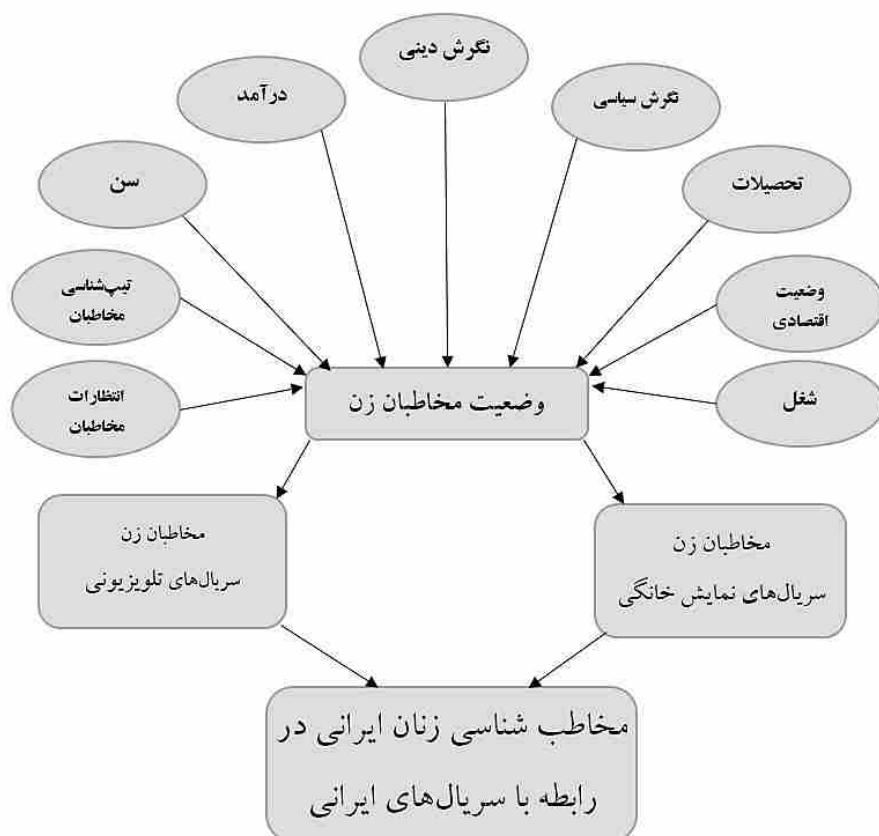 نگرش دینی
نگرش سیاسی
درآمد
تحصیلات
سن
وضعیت
اقتصادی
تیپ‌شناسی
مخاطبان
شغل
انتظارات
مخاطبان
وضعیت مخاطبان زن
مخاطبان زن
سریال‌های نمایش خانگی
مخاطبان زن
سریال‌های تلویزیونی
مخاطب شناسی زنان ایرانی در
رابطه با سریال‌های ایرانی